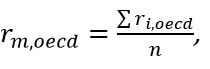 r_{m,oecd} = \frac{\sum r_{i,oecd}}{n},